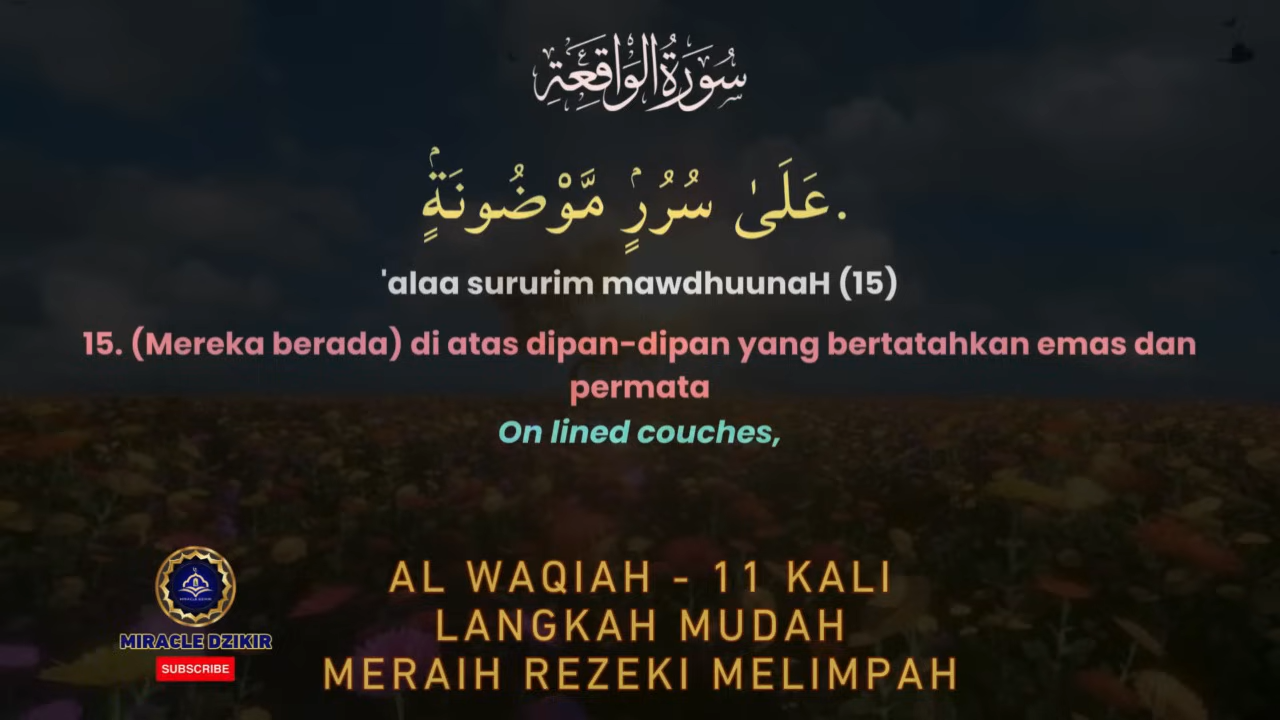 سُورَةُ الوَاقِعَةِ
عَلَىٰ سُرُرٍۢ مَّوْضُونَةٍۢ.
'alaa sururim mawdhuunaH (15)
15. (Mereka berada) di atas dipan-dipan yang bertatahkan emas dan
permata
On lined couches,
AL WAQIAH - 11 KALI
LANGKAH MUDAH
MERAIH REZEKI MELIMPAH
MIRACLE DZIKIR
SUBSCRIBE